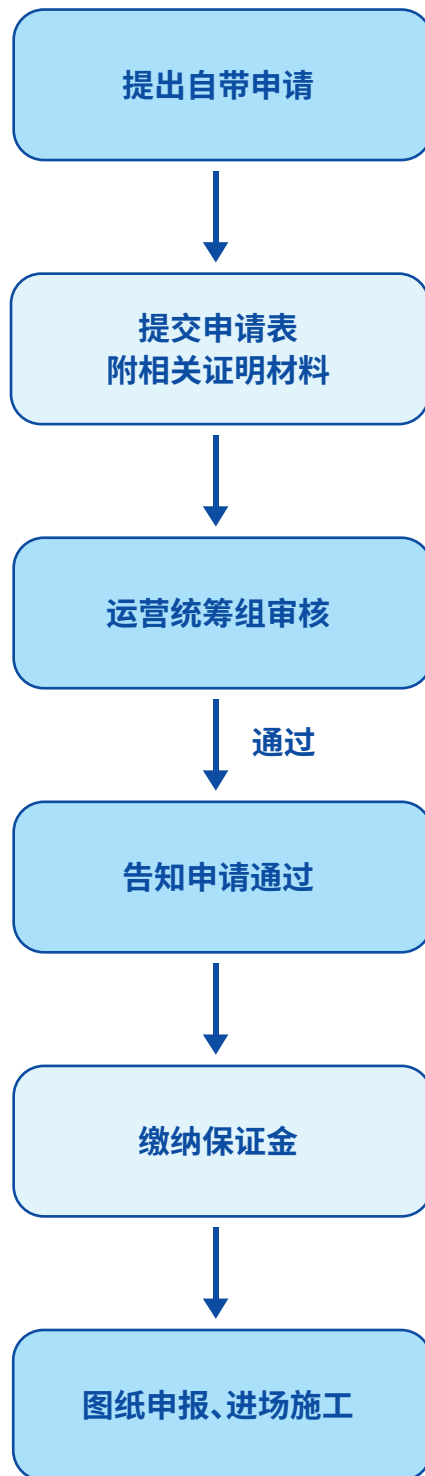 提出自带申请
提交申请表
附相关证明材料
运营统筹组审核
通过
告知申请通过
缴纳保证金
图纸申报、进场施工